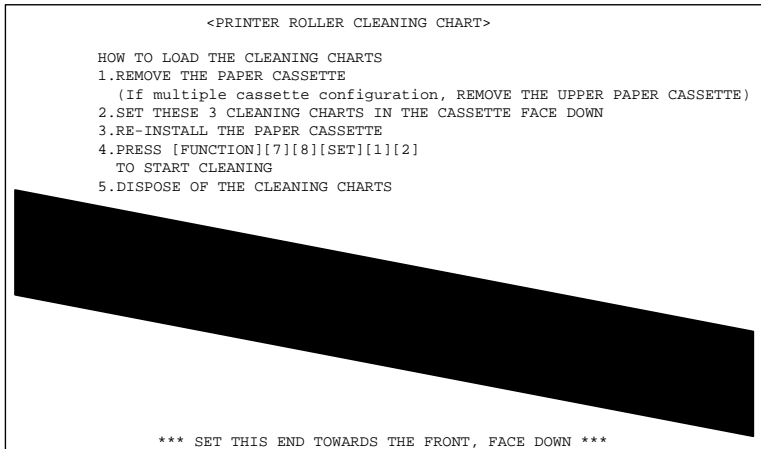 <PRINTER ROLLER CLEANING CHART>
HOW TO LOAD THE CLEANING CHARTS
1.REMOVE THE PAPER CASSETTE
(If multiple cassette configuration, REMOVE THE UPPER PAPER CASSETTE)
2.SET THESE 3 CLEANING CHARTS IN THE CASSETTE FACE DOWN
3.RE-INSTALL THE PAPER CASSETTE
4.PRESS [FUNCTION][7][8][SET][1][2]
TO START CLEANING
5.DISPOSE OF THE CLEANING CHARTS
*** SET THIS END TOWARDS THE FRONT, FACE DOWN ***